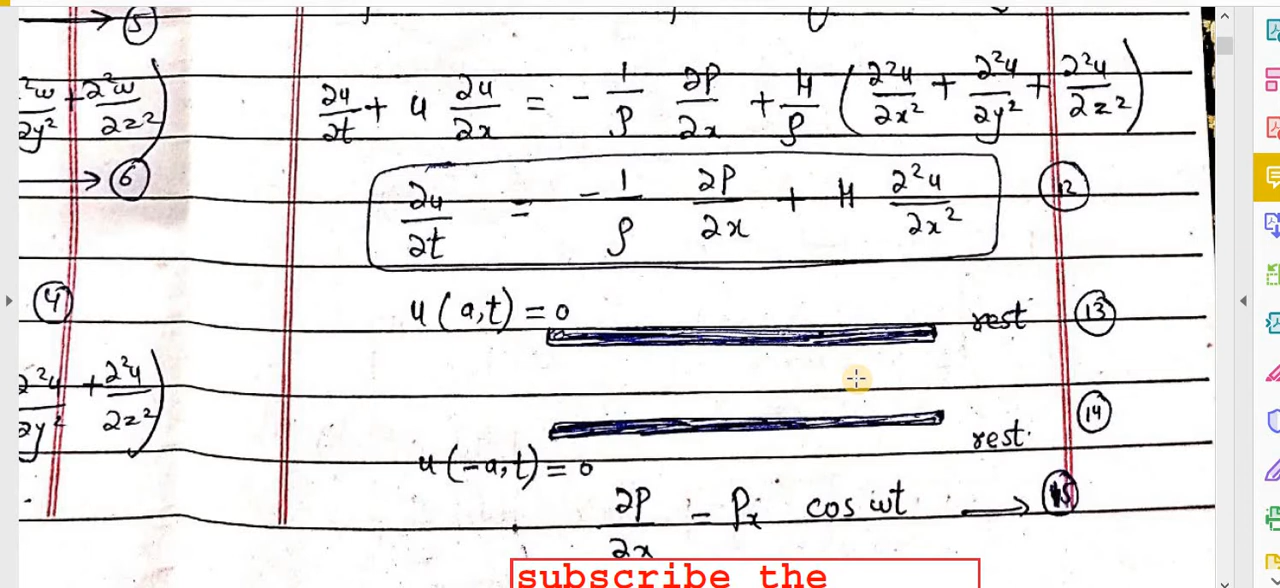 → 5
∂u/∂t + u ∂u/∂x = - 1/ρ ∂P/∂x + μ/ρ ( ∂²u/∂x² + ∂²u/∂y² + ∂²u/∂z² )
²w/∂y² + ∂²w/∂z² )
→ 6
∂u/∂t = - 1/ρ ∂P/∂x + μ ∂²u/∂x² 12
4
u(a,t) = 0 rest 13
∂²u/∂y² + ∂²u/∂z² )
rest. 14
u(-a,t) = 0
∂P/∂x = Px cos ωt → 15
subscribe the